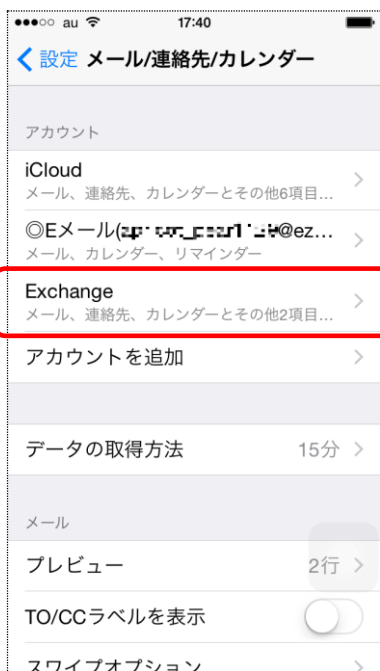 au 17:40
設定 メール/連絡先/カレンダー
アカウント
iCloud
メール、連絡先、カレンダーとその他6項目...
◎Eメール(@ez...
メール、カレンダー、リマインダー
Exchange
メール、連絡先、カレンダーとその他2項目...
アカウントを追加
データの取得方法 15分
メール
プレビュー 2行
TO/CCラベルを表示
スワイプオプション